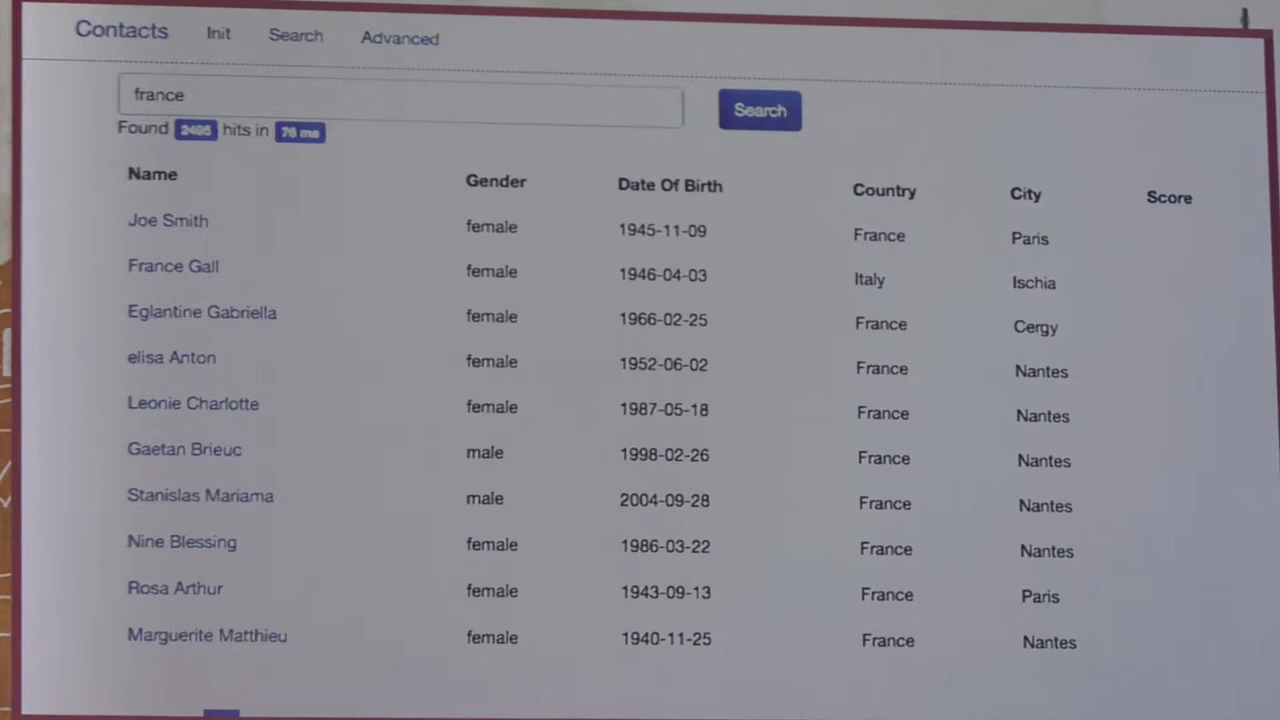 Contacts Init Search Advanced
france Search
Found 2405 hits in 76 ms
Name Gender Date Of Birth Country City Score
Joe Smith female 1945-11-09 France Paris
France Gall female 1946-04-03 Italy Ischia
Eglantine Gabriella female 1966-02-25 France Cergy
elisa Anton female 1952-06-02 France Nantes
Leonie Charlotte female 1987-05-18 France Nantes
Gaetan Brieuc male 1998-02-26 France Nantes
Stanislas Mariama male 2004-09-28 France Nantes
Nine Blessing female 1986-03-22 France Nantes
Rosa Arthur female 1943-09-13 France Paris
Marguerite Matthieu female 1940-11-25 France Nantes